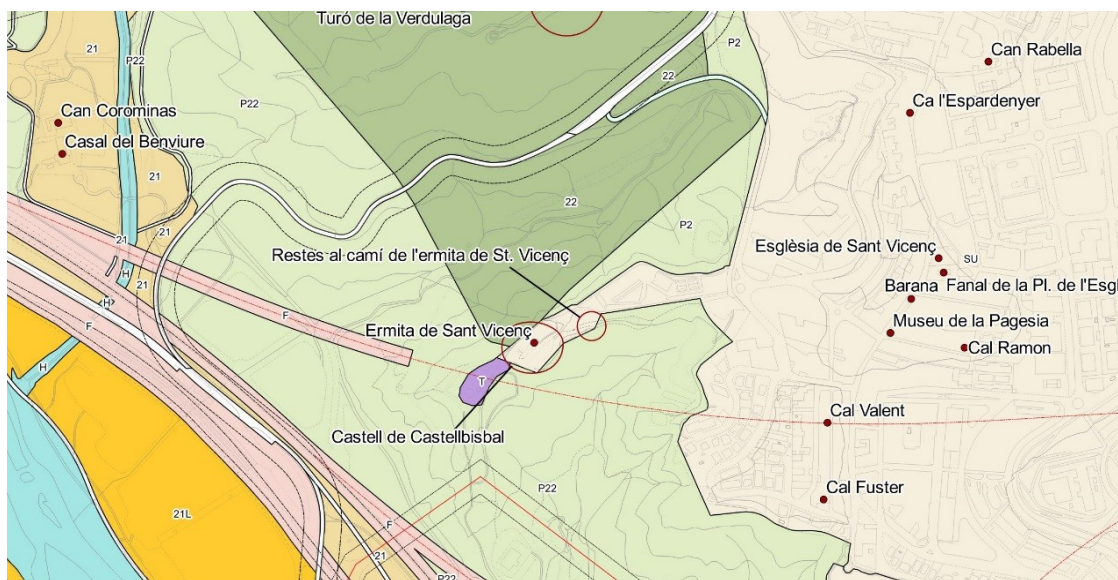 Turó de la Verdulaga
21
P22
P2
Can Rabella
22
P22
Can Corominas
Ca l'Espardenyer
Casal del Benviure
21
21
22
P2
21
21
Restes al camí de l'ermita de St. Vicenç
Església de Sant Vicenç
SU
H
21
Barana
Fanal de la Pl. de l'Esgl
H
F
F
Ermita de Sant Vicenç
Museu de la Pagesia
Cal Ramon
H
T
Cal Valent
Castell de Castellbisbal
P22
Cal Fuster
21L
F
21
21
P22